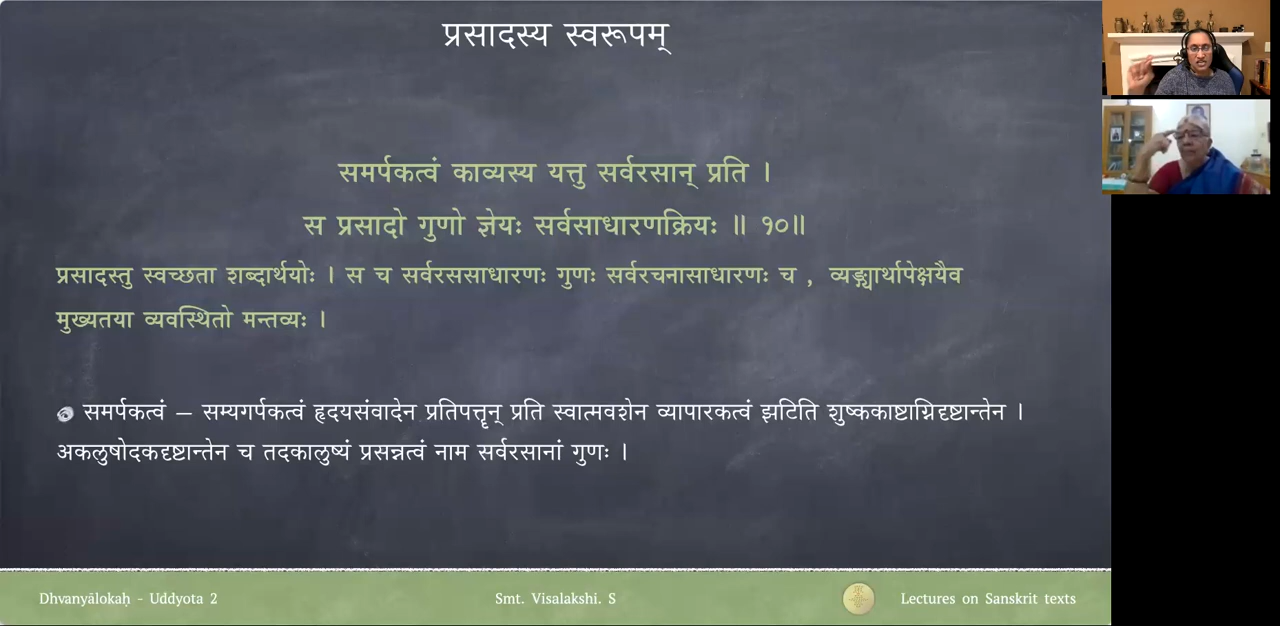 प्रसादस्य स्वरूपम्
समर्पकत्वं काव्यस्य यत्तु सर्वरसान् प्रति ।
स प्रसादो गुणो ज्ञेयः सर्वसाधारणक्रियः ॥ १०॥
प्रसादस्तु स्वच्छता शब्दार्थयोः । स च सर्वरससाधारणः गुणः सर्वरचनासाधारणः च , व्यङ्ग्यार्थापेक्षयैव
मुख्यतया व्यवस्थितो मन्तव्यः ।
समर्पकत्वं – सम्यगर्पकत्वं हृदयसंवादेन प्रतिपत्तॄन् प्रति स्वात्मवशेन व्यापारकत्वं झटिति शुष्ककाष्टाग्निदृष्टान्तेन ।
अकलुषोदकदृष्टान्तेन च तदकालुष्यं प्रसन्नत्वं नाम सर्वरसानां गुणः ।
Dhvanyālokaḥ - Uddyota 2
Smt. Visalakshi. S
Lectures on Sanskrit texts